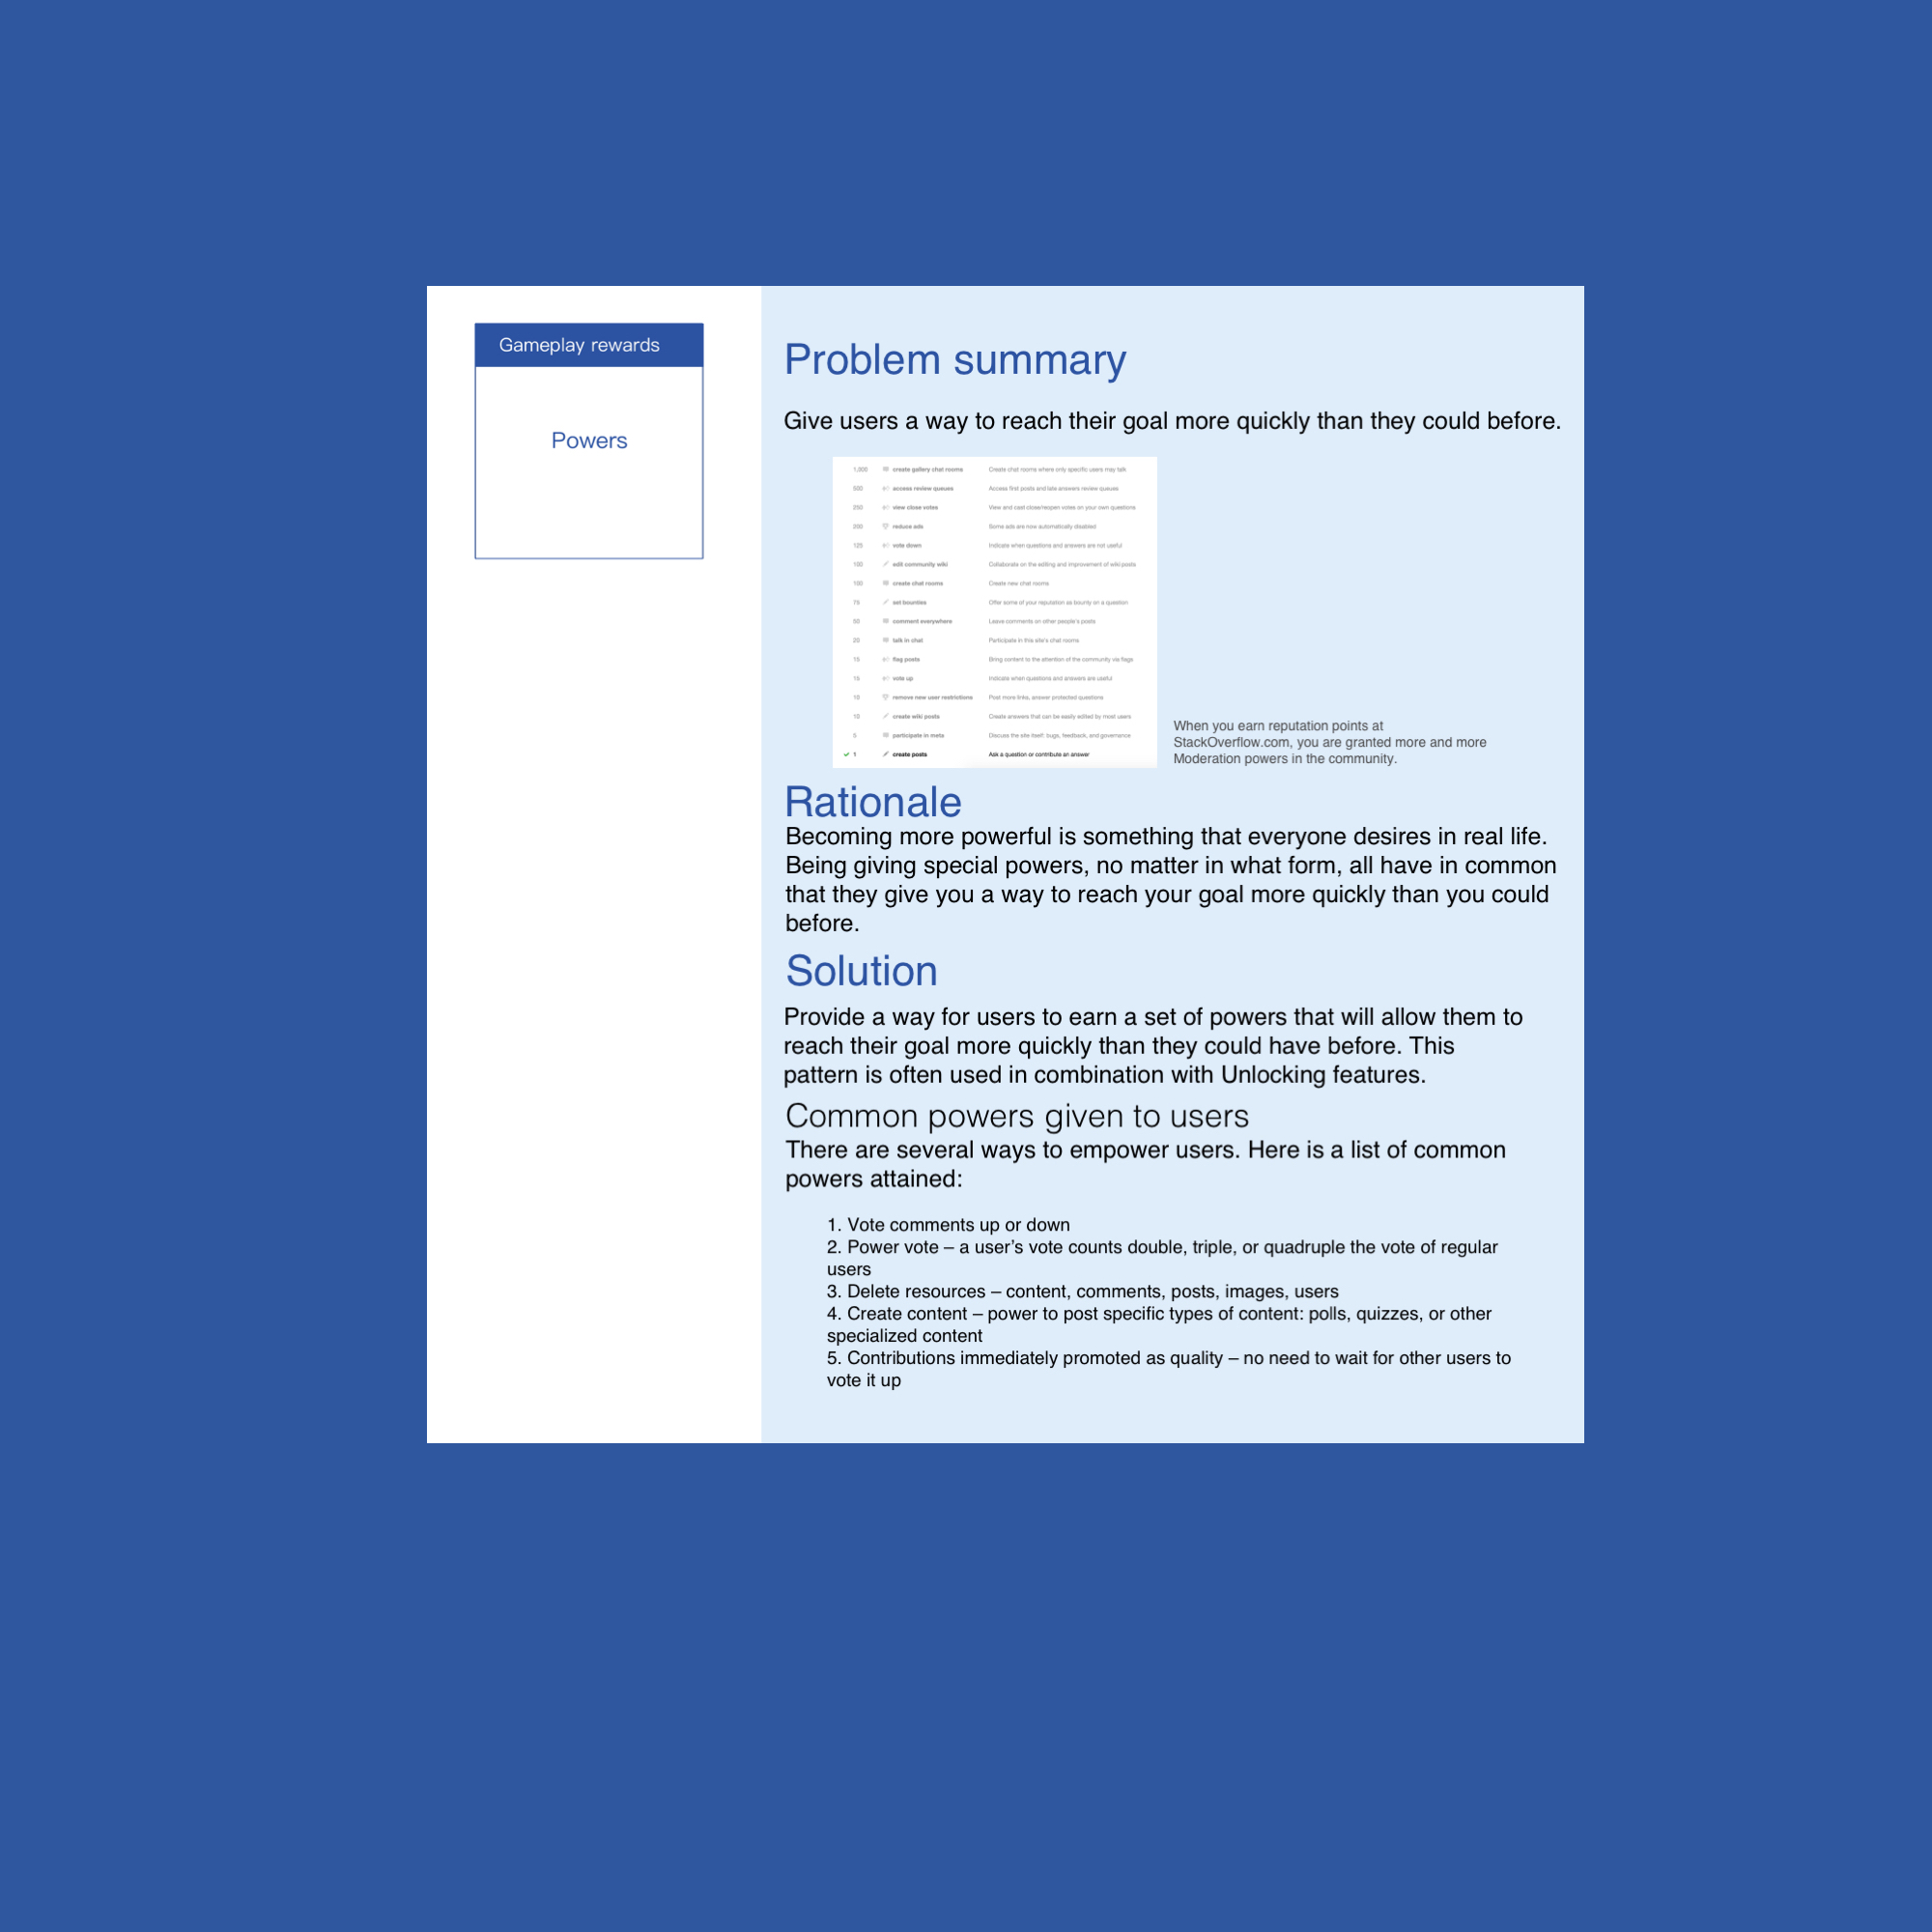 Gameplay rewards
Powers
Problem summary
Give users a way to reach their goal more quickly than they could before.
1,000 create gallery chat rooms Create chat rooms where only specific users may talk
500 access review queues Access first posts and late answers review queues
250 view close votes View and cast close/reopen votes on your own questions
200 reduce ads Some ads are now automatically disabled
125 vote down Indicate when questions and answers are not useful
100 edit community wiki Collaborate on the editing and improvement of wiki posts
100 create chat rooms Create new chat rooms
75 set bounties Offer some of your reputation as bounty on a question
50 comment everywhere Leave comments on other people's posts
20 talk in chat Participate in this site's chat rooms
15 flag posts Bring content to the attention of the community via flags
15 vote up Indicate when questions and answers are useful
10 remove new user restrictions Post more links, answer protected questions
10 create wiki posts Create answers that can be easily edited by most users
5 participate in meta Discuss the site itself: bugs, feedback, and governance
1 create posts Ask a question or contribute an answer
When you earn reputation points at
StackOverflow.com, you are granted more and more
Moderation powers in the community.
Rationale
Becoming more powerful is something that everyone desires in real life.
Being giving special powers, no matter in what form, all have in common
that they give you a way to reach your goal more quickly than you could
before.
Solution
Provide a way for users to earn a set of powers that will allow them to
reach their goal more quickly than they could have before. This
pattern is often used in combination with Unlocking features.
Common powers given to users
There are several ways to empower users. Here is a list of common
powers attained:
1. Vote comments up or down
2. Power vote – a user’s vote counts double, triple, or quadruple the vote of regular
users
3. Delete resources – content, comments, posts, images, users
4. Create content – power to post specific types of content: polls, quizzes, or other
specialized content
5. Contributions immediately promoted as quality – no need to wait for other users to
vote it up